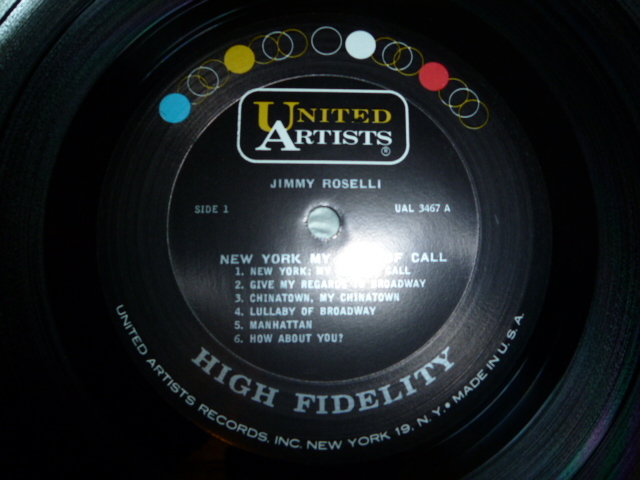 UNITED
ARTISTS
®
JIMMY ROSELLI
SIDE 1
UAL 3467 A
NEW YORK MY OF CALL
1. NEW YORK: MY CALL
2. GIVE MY REGARDS TO BROADWAY
3. CHINATOWN, MY CHINATOWN
4. LULLABY OF BROADWAY
5. MANHATTAN
6. HOW ABOUT YOU?
HIGH FIDELITY
UNITED ARTISTS RECORDS, INC. NEW YORK 19, N. Y. • MADE IN U. S. A.